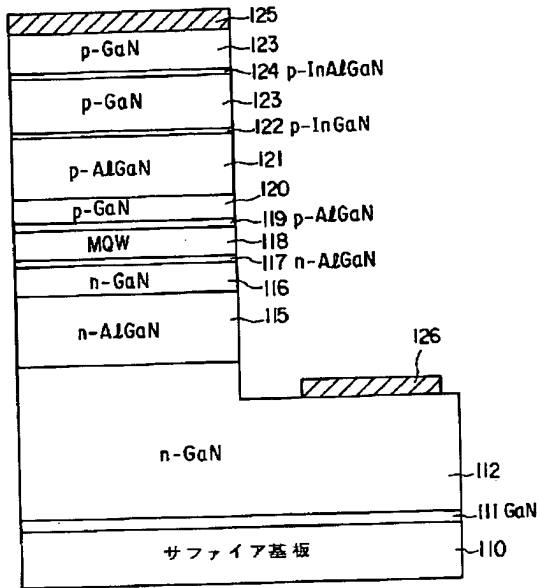 125
p-GaN 123
124 p-InAlGaN
p-GaN 123
122 p-InGaN
p-AlGaN 121
p-GaN 120
119 p-AlGaN
MQW 118
117 n-AlGaN
n-GaN 116
n-AlGaN 115
126
n-GaN 112
111 GaN
サファイア基板 110